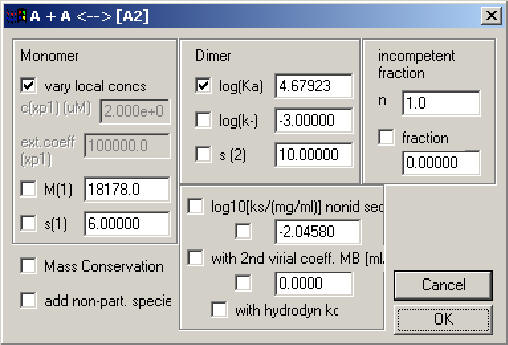 A + A <--> [A2]
Monomer
vary local concs
c(xp1) (uM) 2.000e+0
ext.coeff (xp1) 100000.0
M(1) 18178.0
s(1) 6.00000
Mass Conservation
add non-part. specie
Dimer
log(Ka) 4.67923
log(k-) -3.00000
s (2) 10.00000
incompetent
fraction
n 1.0
fraction
0.00000
log10[ks/(mg/ml)] nonid sec
-2.04580
with 2nd virial coeff. MB [ml.
0.0000
with hydrodyn kc
Cancel
OK